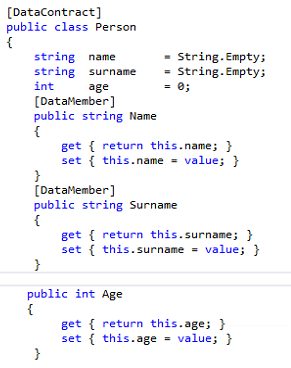 [DataContract]
public class Person
{
    string  name       = String.Empty;
    string  surname    = String.Empty;
    int     age        = 0;
    [DataMember]
    public string Name
    {
        get { return this.name; }
        set { this.name = value; }
    }
    [DataMember]
    public string Surname
    {
        get { return this.surname; }
        set { this.surname = value; }
    }
    public int Age
    {
        get { return this.age; }
        set { this.age = value; }
    }